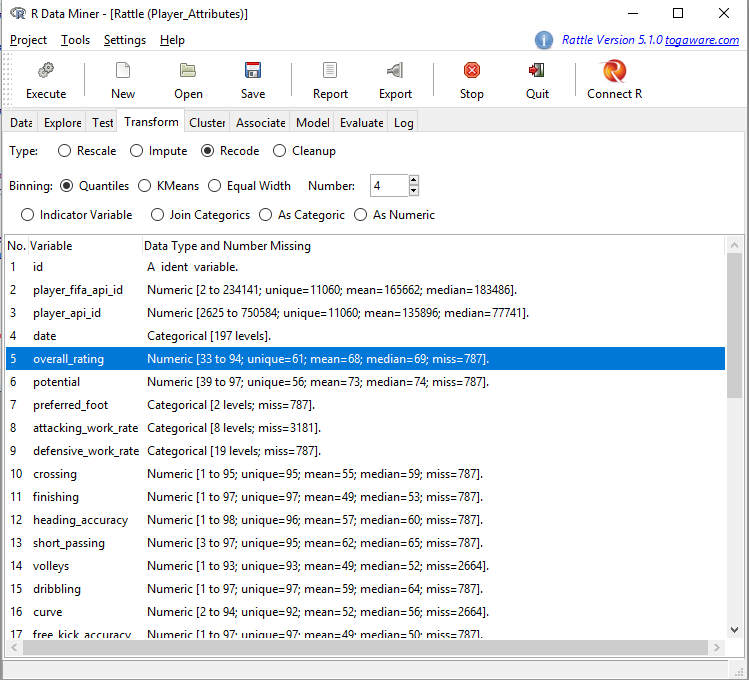 R Data Miner - [Rattle (Player_Attributes)]
Project Tools Settings Help Rattle Version 5.1.0 togaware.com
Execute New Open Save Report Export Stop Quit Connect R
Data Explore Test Transform Cluster Associate Model Evaluate Log
Type: Rescale Impute Recode Cleanup
Binning: Quantiles KMeans Equal Width Number: 4
Indicator Variable Join Categorics As Categoric As Numeric
No. Variable Data Type and Number Missing
1 id A ident variable.
2 player_fifa_api_id Numeric [2 to 234141; unique=11060; mean=165662; median=183486].
3 player_api_id Numeric [2625 to 750584; unique=11060; mean=135896; median=77741].
4 date Categorical [197 levels].
5 overall_rating Numeric [33 to 94; unique=61; mean=68; median=69; miss=787].
6 potential Numeric [39 to 97; unique=56; mean=73; median=74; miss=787].
7 preferred_foot Categorical [2 levels; miss=787].
8 attacking_work_rate Categorical [8 levels; miss=3181].
9 defensive_work_rate Categorical [19 levels; miss=787].
10 crossing Numeric [1 to 95; unique=95; mean=55; median=59; miss=787].
11 finishing Numeric [1 to 97; unique=97; mean=49; median=53; miss=787].
12 heading_accuracy Numeric [1 to 98; unique=96; mean=57; median=60; miss=787].
13 short_passing Numeric [3 to 97; unique=95; mean=62; median=65; miss=787].
14 volleys Numeric [1 to 93; unique=93; mean=49; median=52; miss=2664].
15 dribbling Numeric [1 to 97; unique=97; mean=59; median=64; miss=787].
16 curve Numeric [2 to 94; unique=92; mean=52; median=56; miss=2664].
17 free_kick_accuracy Numeric [1 to 97; unique=97; mean=49; median=50; miss=787].